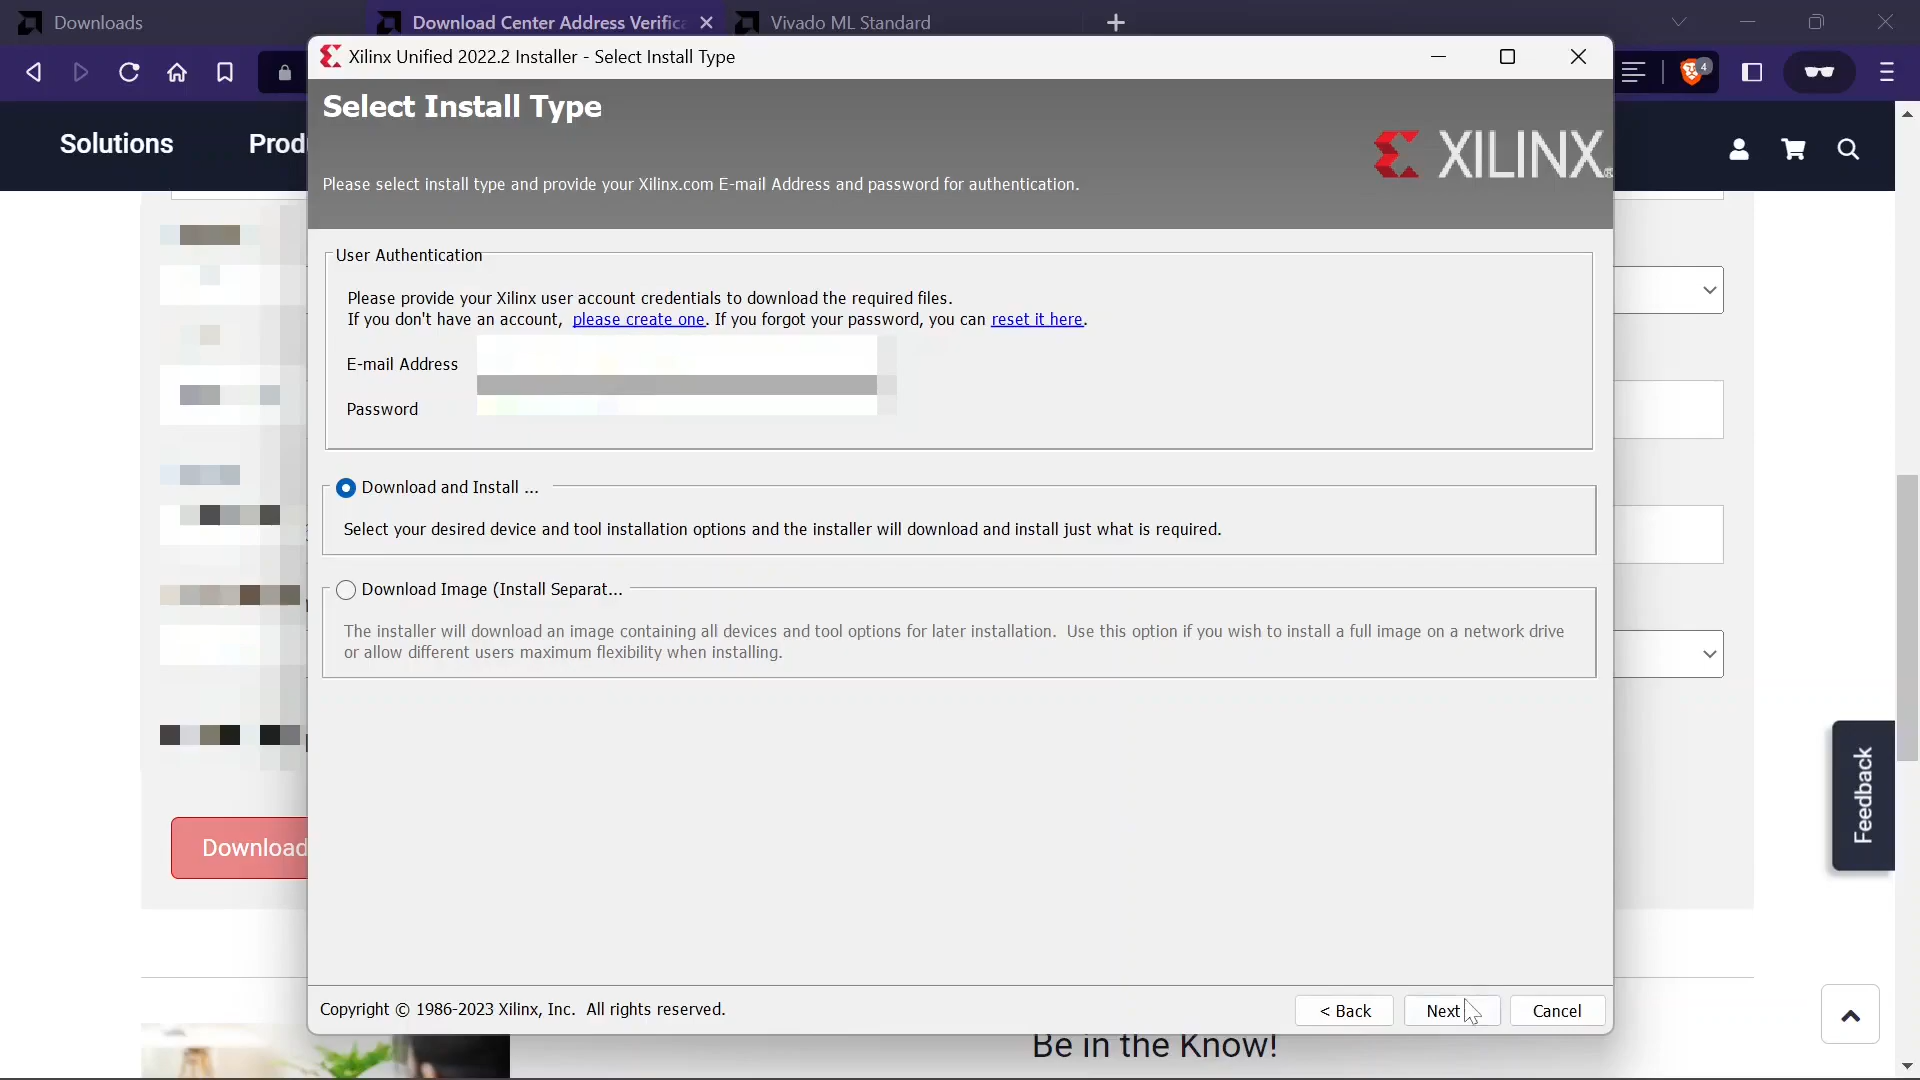 Downloads
Download Center Address Verific
Vivado ML Standard
Xilinx Unified 2022.2 Installer - Select Install Type
4
Select Install Type
XILINX
Please select install type and provide your Xilinx.com E-mail Address and password for authentication.
Solutions
Prod
User Authentication
Please provide your Xilinx user account credentials to download the required files.
If you don't have an account, please create one. If you forgot your password, you can reset it here.
E-mail Address
Password
Download and Install ...
Select your desired device and tool installation options and the installer will download and install just what is required.
Download Image (Install Separat...
The installer will download an image containing all devices and tool options for later installation. Use this option if you wish to install a full image on a network drive
or allow different users maximum flexibility when installing.
Download
Feedback
Copyright © 1986-2023 Xilinx, Inc. All rights reserved.
< Back
Next
Cancel
Be in the Know!